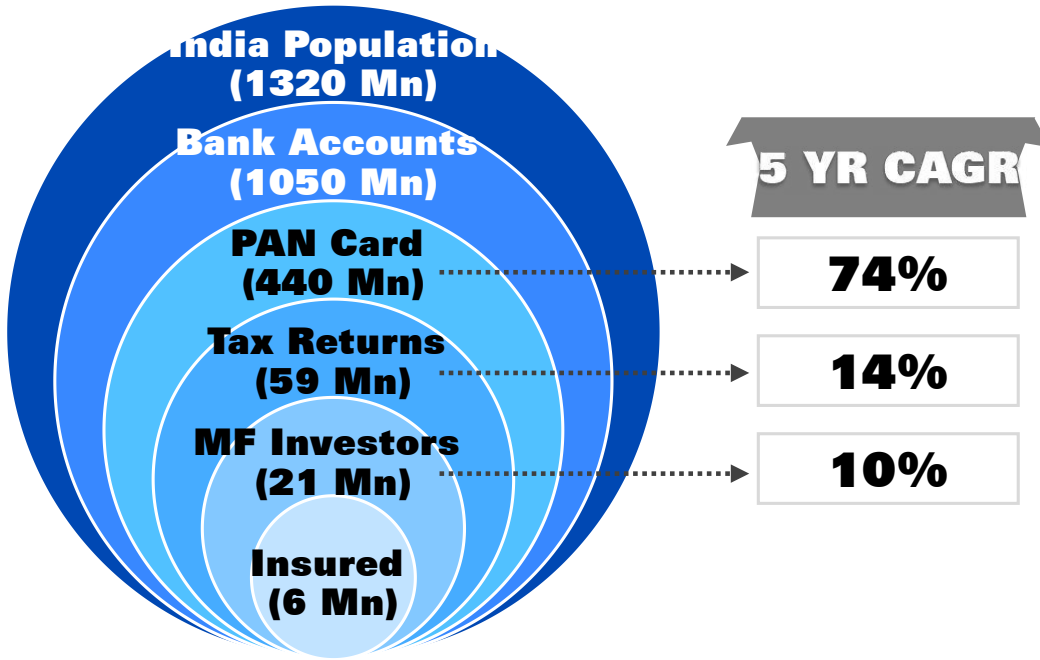 India Population
(1320 Mn)
Bank Accounts
(1050 Mn)
5 YR CAGR
PAN Card
(440 Mn)
74%
Tax Returns
(59 Mn)
14%
MF Investors
(21 Mn)
10%
Insured
(6 Mn)